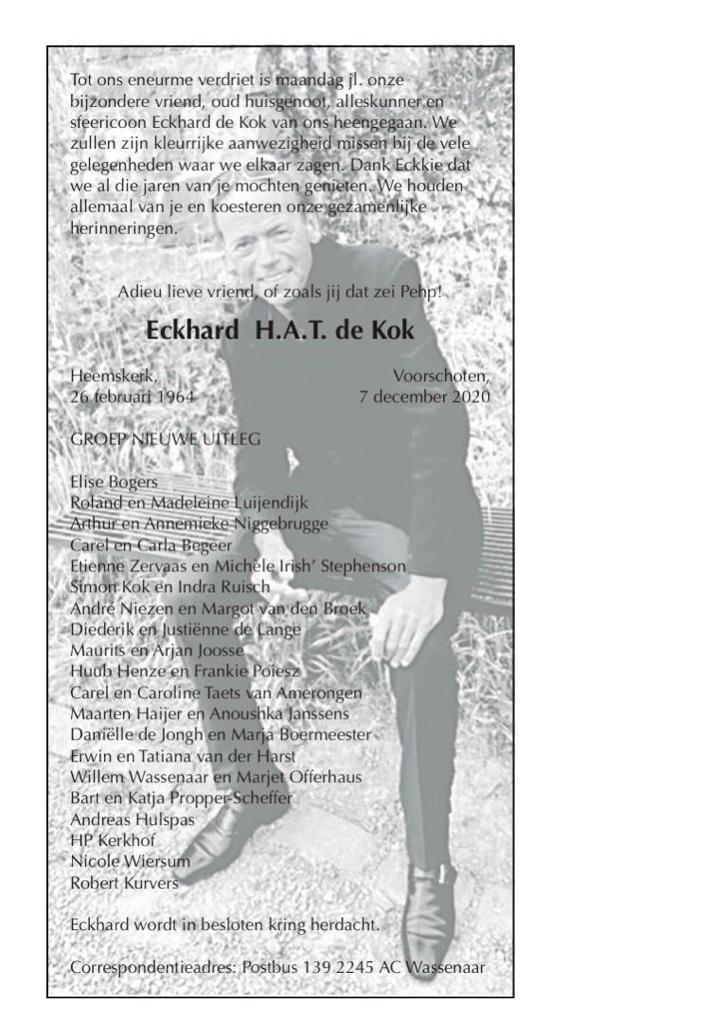 Tot ons eneurme verdriet is maandag jl. onze
bijzondere vriend, oud huisgenoot, alleskunner en
sfeericoon Eckhard de Kok van ons heengegaan. We
zullen zijn kleurrijke aanwezigheid missen bij de vele
gelegenheden waar we elkaar zagen. Dank Eckkie dat
we al die jaren van je mochten genieten. We houden
allemaal van je en koesteren onze gezamenlijke
herinneringen.
Adieu lieve vriend, of zoals jij dat zei Pehp!
Eckhard H.A.T. de Kok
Heemskerk, Voorschoten,
26 februari 1964 7 december 2020
GROEP NIEUWE UITLEG
Elise Bogers
Roland en Madeleine Luijendijk
Arthur en Annemieke Niggebrugge
Carel en Carla Begeer
Etienne Zervaas en Michèle Irish’ Stephenson
Simon Kok en Indra Ruisch
André Niezen en Margot van den Broek
Diederik en Justiënne de Lange
Maurits en Arjan Joosse
Huub Henze en Frankie Poiesz
Carel en Caroline Taets van Amerongen
Maarten Haijer en Anoushka Janssens
Daniëlle de Jongh en Marja Boermeester
Erwin en Tatiana van der Harst
Willem Wassenaar en Marjet Offerhaus
Bart en Katja Propper-Scheffer
Andreas Hulspas
HP Kerkhof
Nicole Wiersum
Robert Kurvers
Eckhard wordt in besloten kring herdacht.
Correspondentieadres: Postbus 139 2245 AC Wassenaar